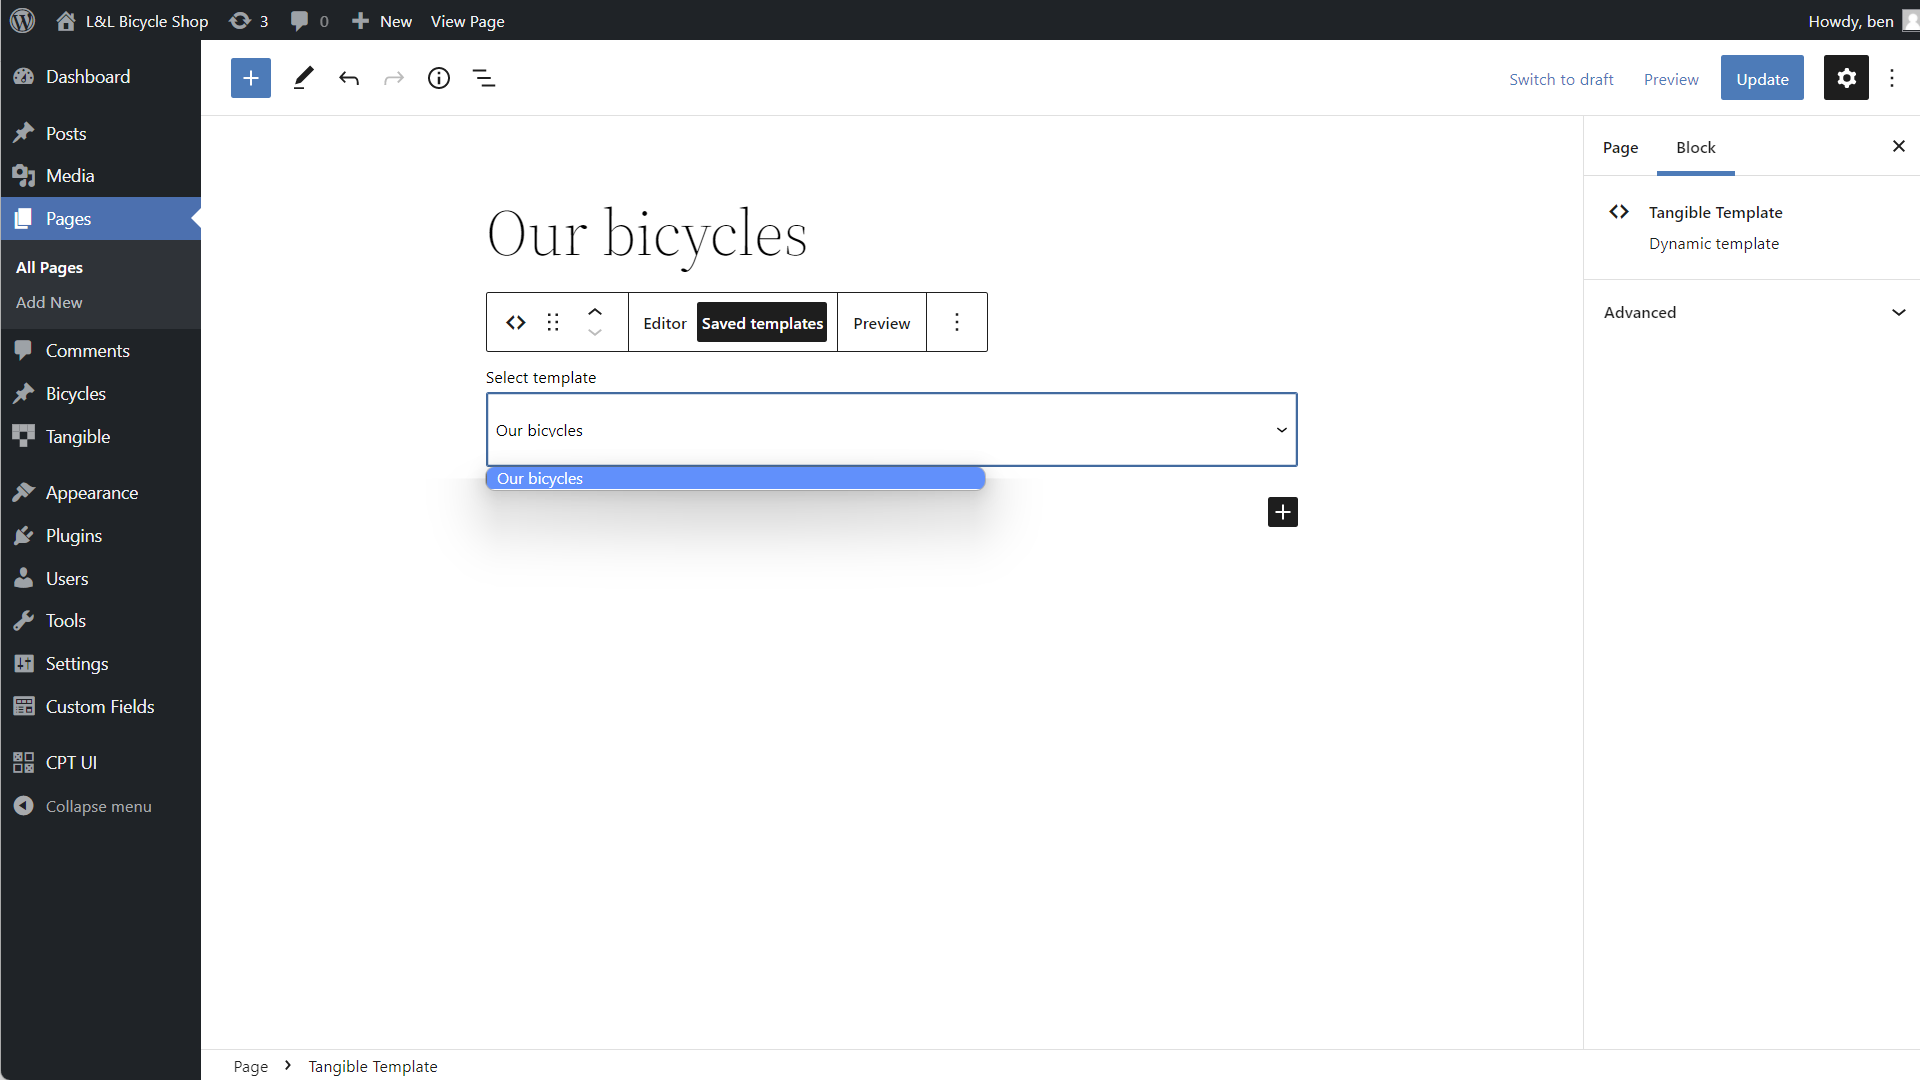 L&L Bicycle Shop 3 0 New View Page Howdy, ben
Dashboard
Posts
Media
Pages
All Pages
Add New
Comments
Bicycles
Tangible
Appearance
Plugins
Users
Tools
Settings
Custom Fields
CPT UI
Collapse menu
Switch to draft Preview Update
Our bicycles
Editor Saved templates Preview
Select template
Our bicycles
Our bicycles
Page Block
Tangible Template
Dynamic template
Advanced
Page Tangible Template